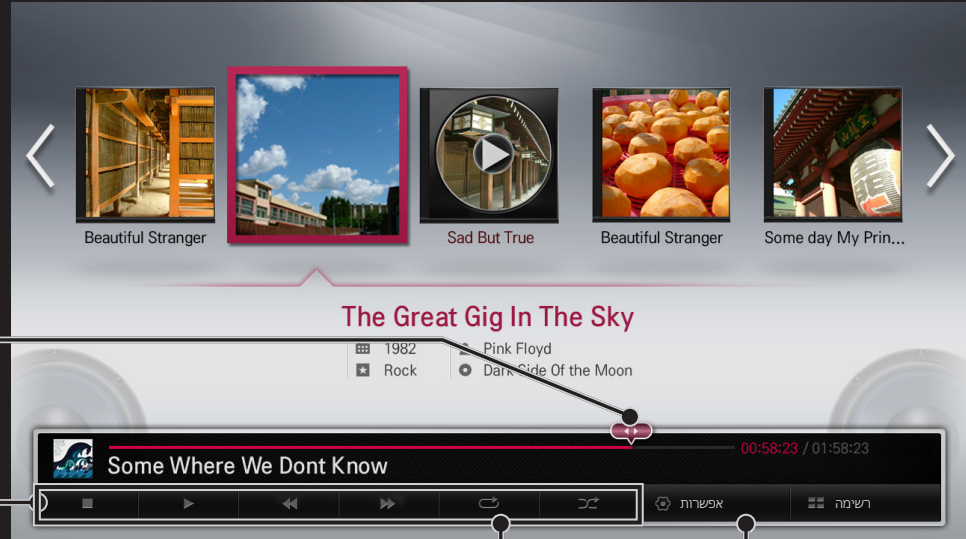 Beautiful Stranger
Sad But True
Beautiful Stranger
Some day My Prin...
The Great Gig In The Sky
1982 Pink Floyd
Rock Dark Side Of the Moon
00:58:23 / 01:58:23
Some Where We Dont Know
אפשרות רשימה